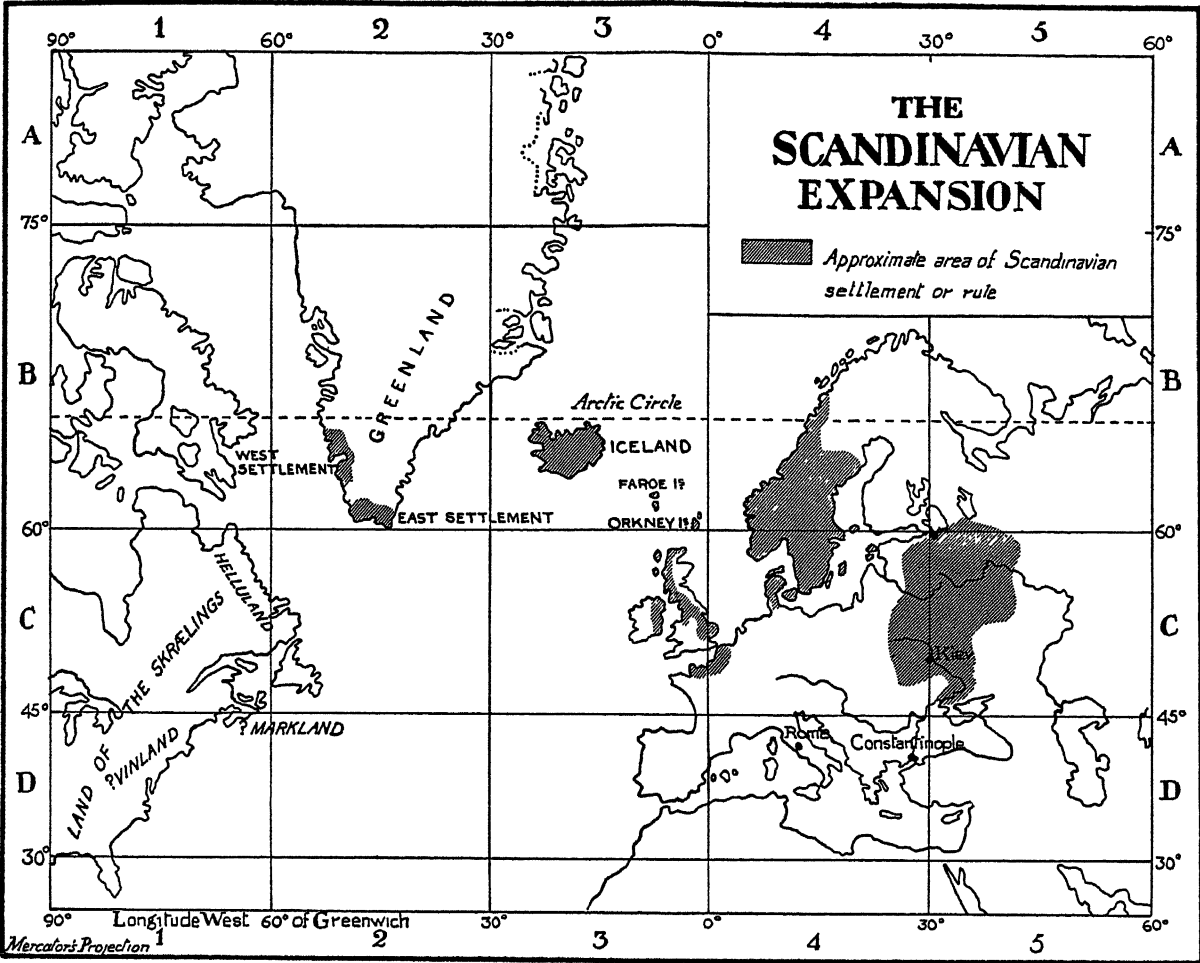 1 2 3 4 5
90° 60° 30° 0° 30° 60°
A
A
THE
SCANDINAVIAN
EXPANSION
75°
75°
Approximate area of Scandinavian
settlement or rule
GREENLAND
B
B
Arctic Circle
ICELAND
WEST
SETTLEMENT
FAROE Iˢ
EAST SETTLEMENT
ORKNEY Iˢ
60°
60°
HELLULAND
C
C
THE SKRÆLINGS
Kiev
45°
45°
? MARKLAND
LAND OF
?VINLAND
Roma
Constantinople
D
D
30°
30°
90° Longitude West 60° of Greenwich 30° 0° 30° 60°
Mercator's Projection
1 2 3 4 5